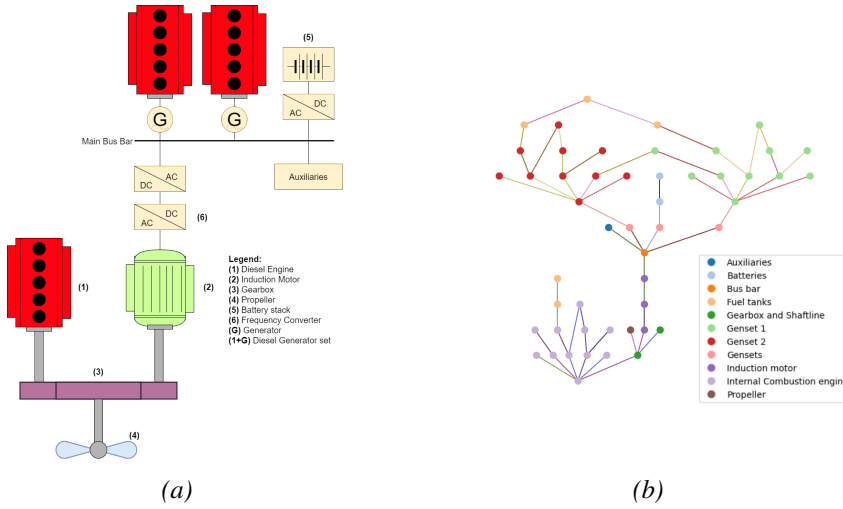 (5)
DC
AC
G
G
Main Bus Bar
AC
DC
Auxiliaries
DC
AC
(6)
(1)
(2)
Legend:
(1) Diesel Engine
(2) Induction Motor
(3) Gearbox
(4) Propeller
(5) Battery stack
(6) Frequency Converter
(G) Generator
(1+G) Diesel Generator set
(3)
(4)
(a)
Auxiliaries
Batteries
Bus bar
Fuel tanks
Gearbox and Shaftline
Genset 1
Genset 2
Gensets
Induction motor
Internal Combustion engin
Propeller
(b)